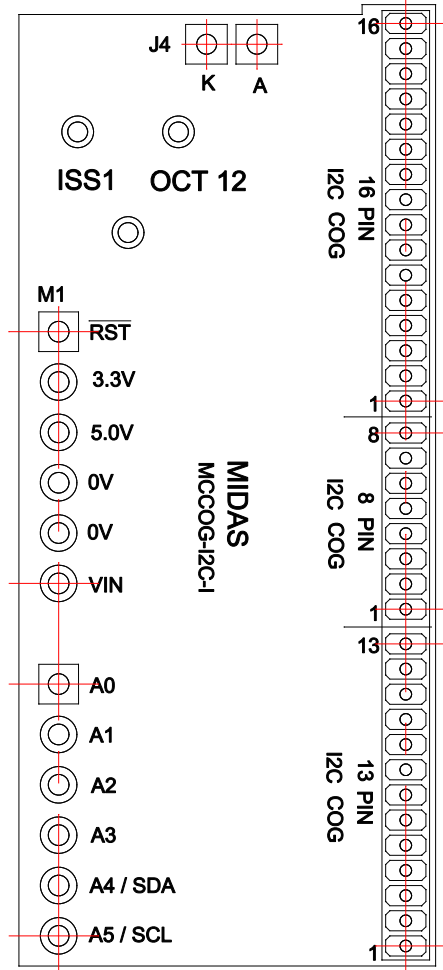 J4
K A
16
ISS1 OCT 12
16 PIN
I2C COG
M1
RST
3.3V
1
5.0V
8
0V
0V
MIDAS
MCCOG-I2C-I
8 PIN
I2C COG
VIN
1
13
A0
A1
A2
13 PIN
I2C COG
A3
A4 / SDA
A5 / SCL
1